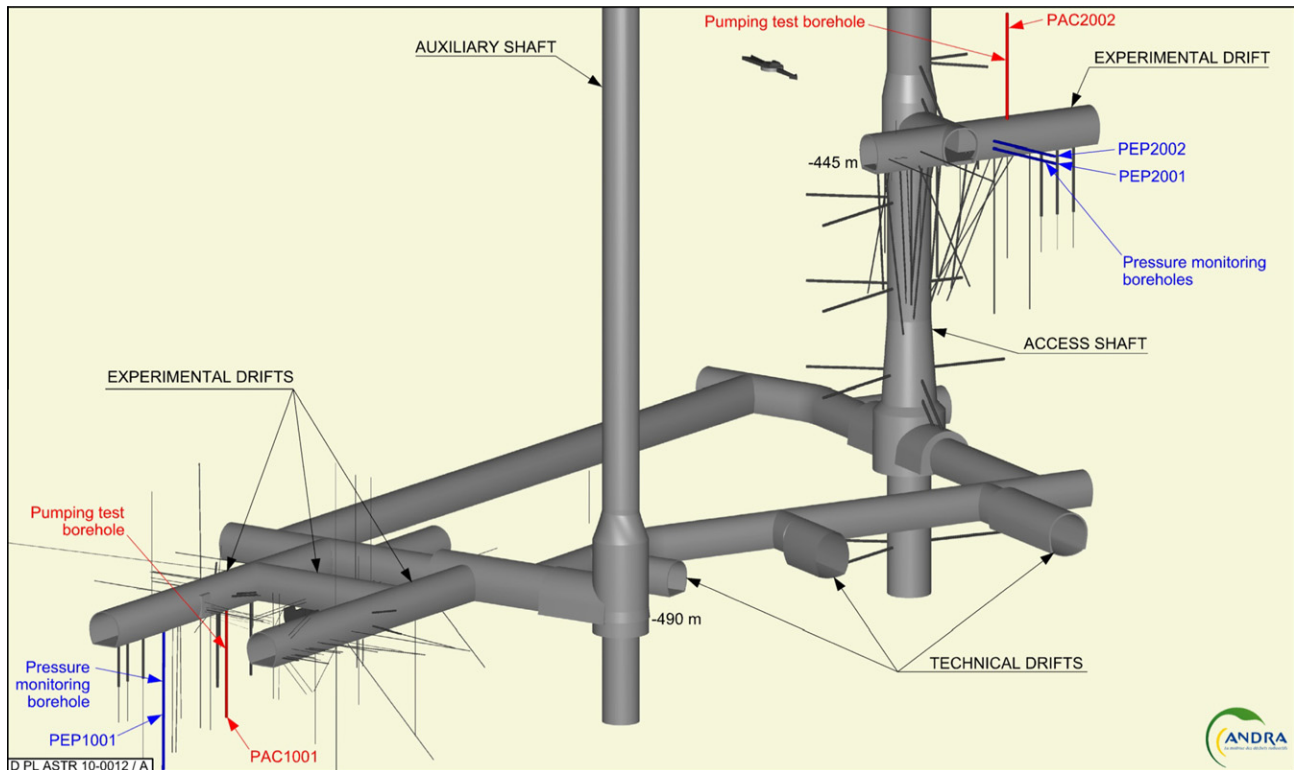 Pumping test borehole
PAC2002
AUXILIARY SHAFT
EXPERIMENTAL DRIFT
PEP2002
-445 m
PEP2001
Pressure monitoring
boreholes
ACCESS SHAFT
EXPERIMENTAL DRIFTS
Pumping test
borehole
-490 m
Pressure
monitoring
borehole
TECHNICAL DRIFTS
PEP1001
PAC1001
ANDRA
D PL ASTR 10-0012 / A